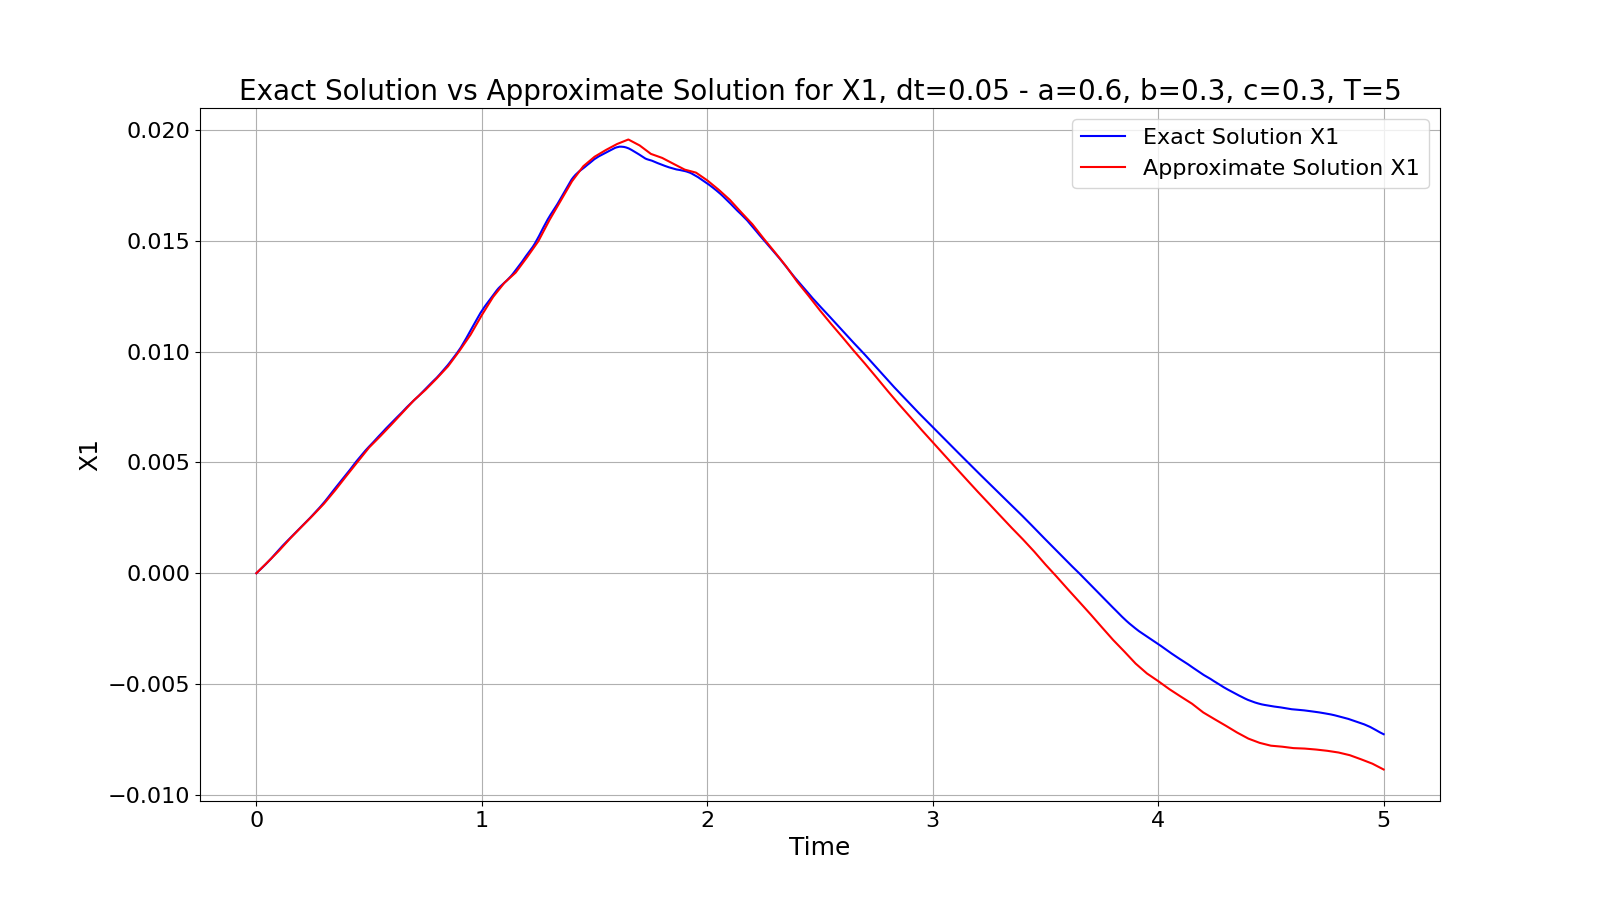 Exact Solution vs Approximate Solution for X1, dt=0.05 - a=0.6, b=0.3, c=0.3, T=5
Exact Solution X1
Approximate Solution X1
0.020
0.015
0.010
0.005
0.000
−0.005
−0.010
X1
0 1 2 3 4 5
Time